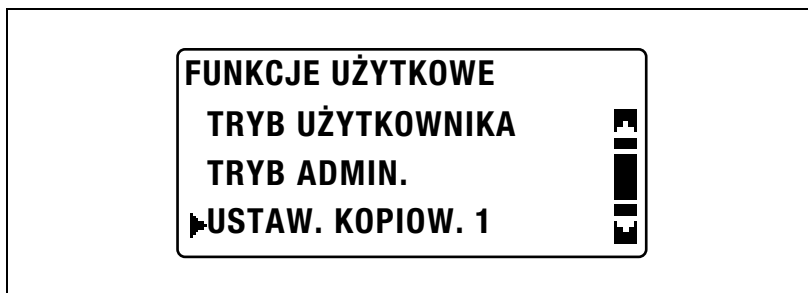 FUNKCJE UŻYTKOWE
TRYB UŻYTKOWNIKA
TRYB ADMIN.
USTAW. KOPIOW. 1